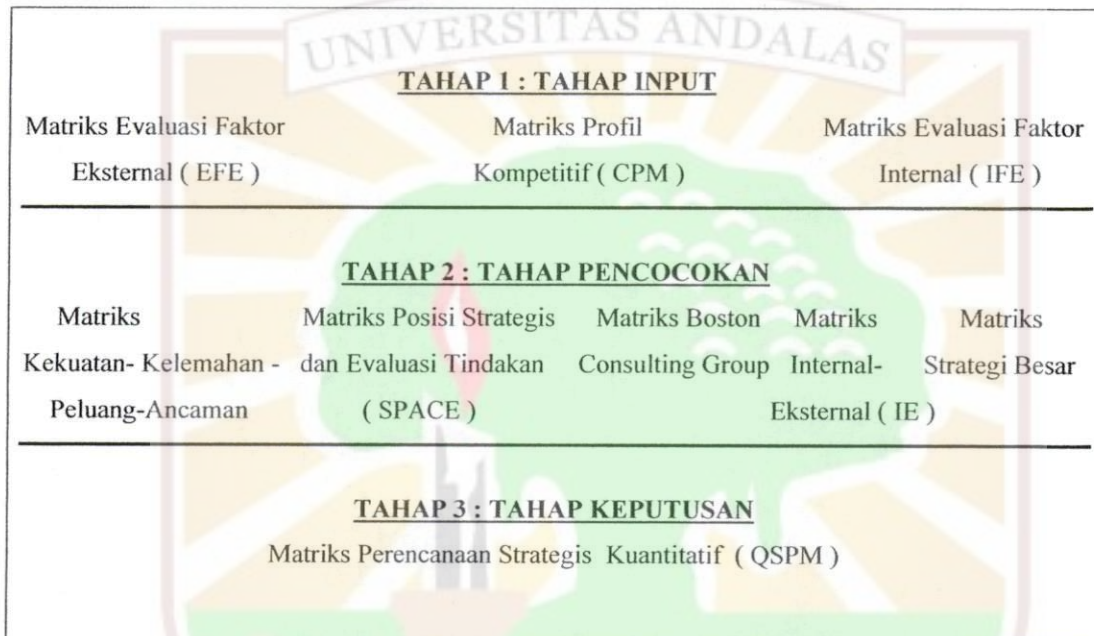 UNIVERSITAS ANDALAS
TAHAP 1 : TAHAP INPUT
Matriks Evaluasi Faktor Matriks Profil Matriks Evaluasi Faktor
Eksternal ( EFE ) Kompetitif ( CPM ) Internal ( IFE )
TAHAP 2 : TAHAP PENCOCOKAN
Matriks Matriks Posisi Strategis Matriks Boston Matriks Matriks
Kekuatan- Kelemahan - dan Evaluasi Tindakan Consulting Group Internal- Strategi Besar
Peluang-Ancaman ( SPACE ) Eksternal ( IE )
TAHAP 3 : TAHAP KEPUTUSAN
Matriks Perencanaan Strategis Kuantitatif ( QSPM )